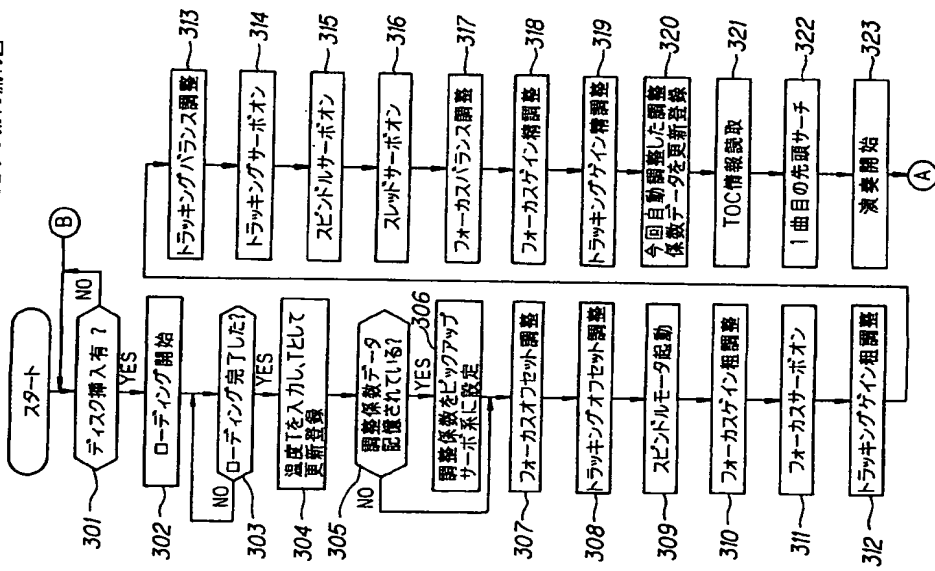 スタート
B
ディスク挿入有?
NO
YES
301
ローディング開始
302
ローディング完了した?
NO
YES
303
温度Tを入力し、Tとして
更新登録
304
調整係数データ
記憶されている?
NO
YES
305
306
調整係数をピックアップ
サーボ系に設定
フォーカスオフセット調整
307
トラッキングオフセット調整
308
スピンドルモータ起動
309
フォーカスゲイン粗調整
310
フォーカスサーボオン
311
トラッキングゲイン粗調整
312
トラッキングバランス調整
313
トラッキングサーボオン
314
スピンドルサーボオン
315
スレッドサーボオン
316
フォーカスバランス調整
317
フォーカスゲイン精調整
318
トラッキングゲイン精調整
319
今回自動調整した調整
係数データを更新登録
320
TOC情報読取
321
1曲目の先頭サーチ
322
演奏開始
323
A